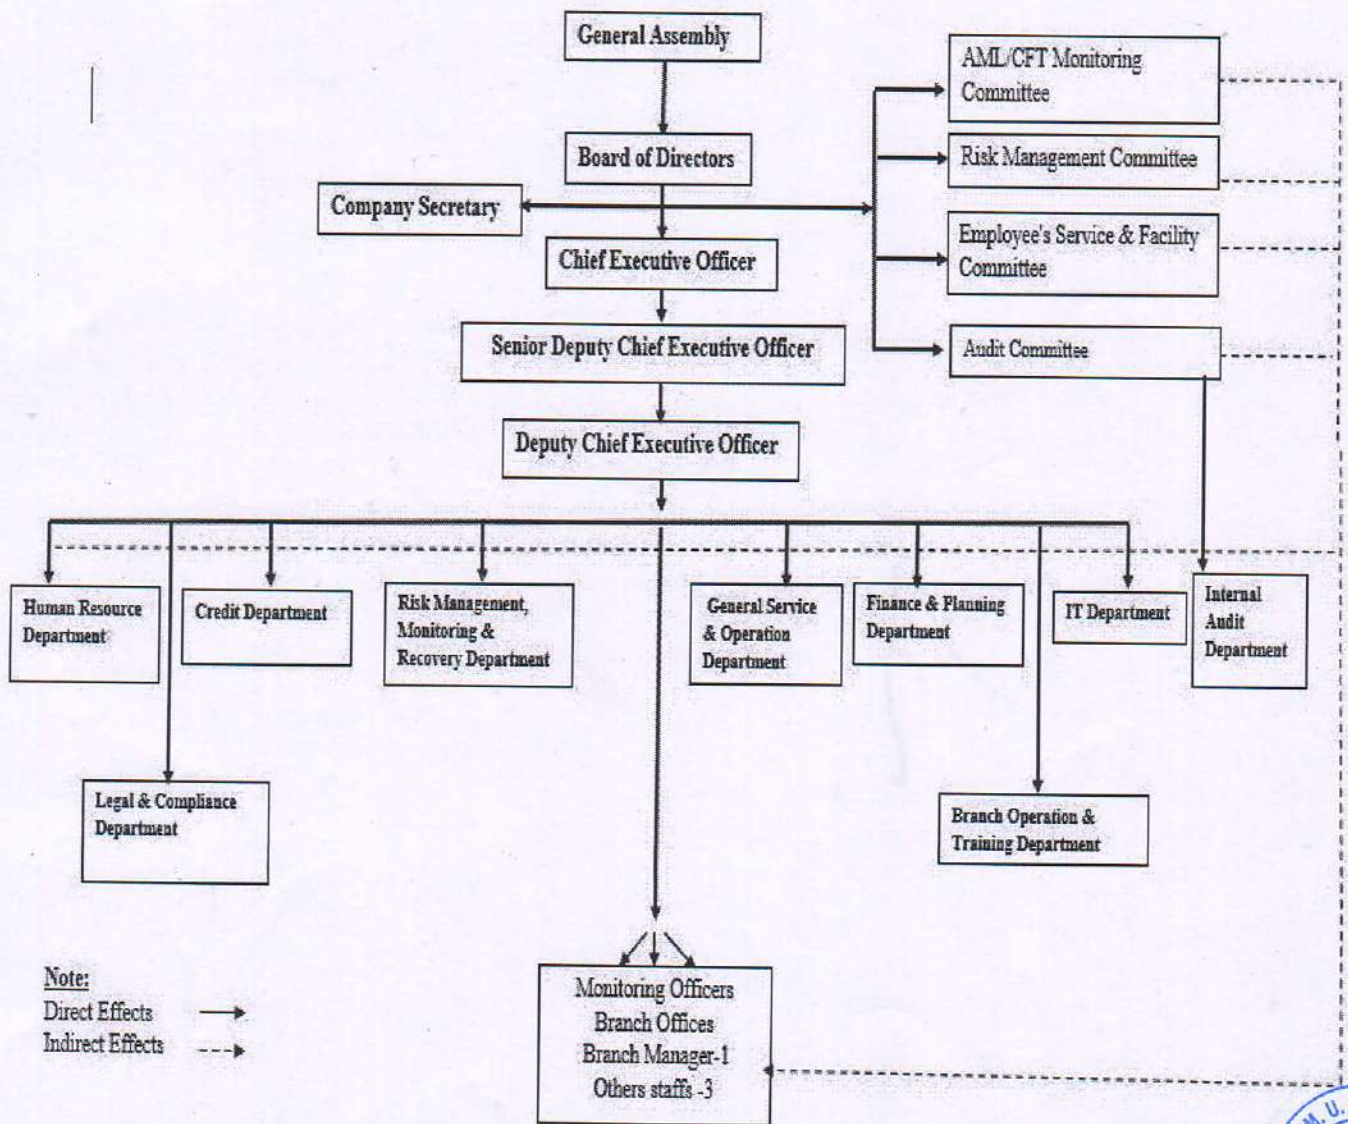 General Assembly
AML/CFT Monitoring
Committee
Board of Directors
Risk Management Committee
Company Secretary
Employee's Service & Facility
Committee
Chief Executive Officer
Senior Deputy Chief Executive Officer
Audit Committee
Deputy Chief Executive Officer
Human Resource
Department
Credit Department
Risk Management,
Monitoring &
Recovery Department
General Service
& Operation
Department
Finance & Planning
Department
IT Department
Internal
Audit
Department
Legal & Compliance
Department
Branch Operation &
Training Department
Note:
Direct Effects
Indirect Effects
Monitoring Officers
Branch Offices
Branch Manager-1
Others staffs -3
M. U.